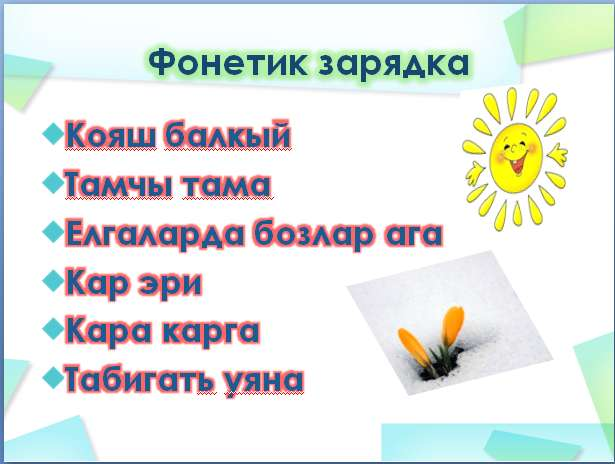 Фонетик зарядка
Кояш балкый
Тамчы тама
Елгаларда бозлар ага
Кар эри
Кара карга
Табигать уяна